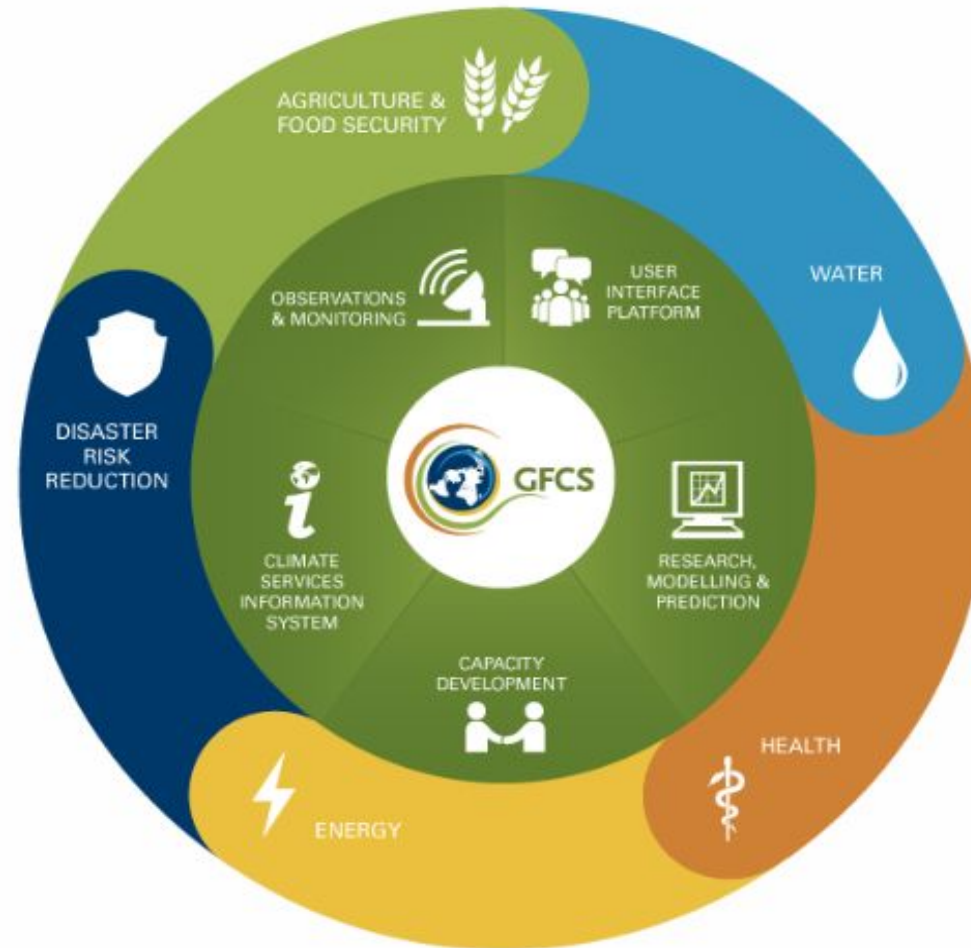 AGRICULTURE &
FOOD SECURITY
WATER
OBSERVATIONS
& MONITORING
USER
INTERFACE
PLATFORM
DISASTER
RISK
REDUCTION
GFCS
CLIMATE
SERVICES
INFORMATION
SYSTEM
RESEARCH,
MODELLING &
PREDICTION
CAPACITY
DEVELOPMENT
HEALTH
ENERGY